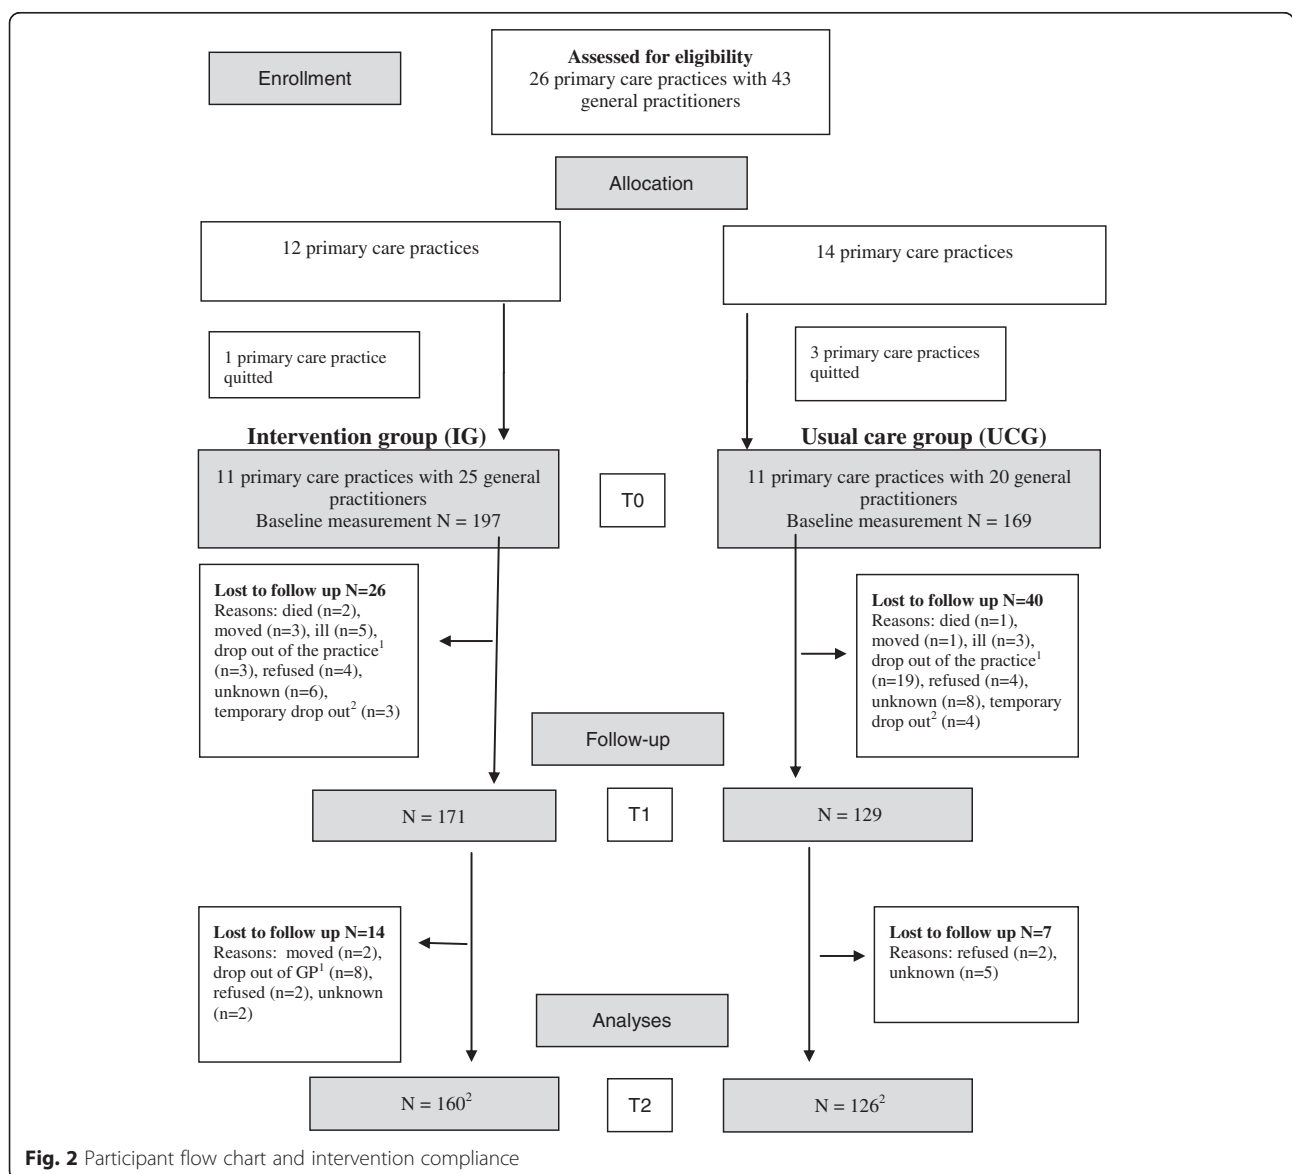 Enrollment
Assessed for eligibility
26 primary care practices with 43
general practitioners
Allocation
12 primary care practices
14 primary care practices
1 primary care practice
quitted
3 primary care practices
quitted
Intervention group (IG)
Usual care group (UCG)
11 primary care practices with 25 general
practitioners
Baseline measurement N = 197
T0
11 primary care practices with 20 general
practitioners
Baseline measurement N = 169
Lost to follow up N=26
Reasons: died (n=2),
moved (n=3), ill (n=5),
drop out of the practice1
(n=3), refused (n=4),
unknown (n=6),
temporary drop out2 (n=3)
Lost to follow up N=40
Reasons: died (n=1),
moved (n=1), ill (n=3),
drop out of the practice1
(n=19), refused (n=4),
unknown (n=8), temporary
drop out2 (n=4)
Follow-up
N = 171
T1
N = 129
Lost to follow up N=14
Reasons: moved (n=2),
drop out of GP1 (n=8),
refused (n=2), unknown
(n=2)
Lost to follow up N=7
Reasons: refused (n=2),
unknown (n=5)
Analyses
N = 1602
T2
N = 1262
Fig. 2 Participant flow chart and intervention compliance